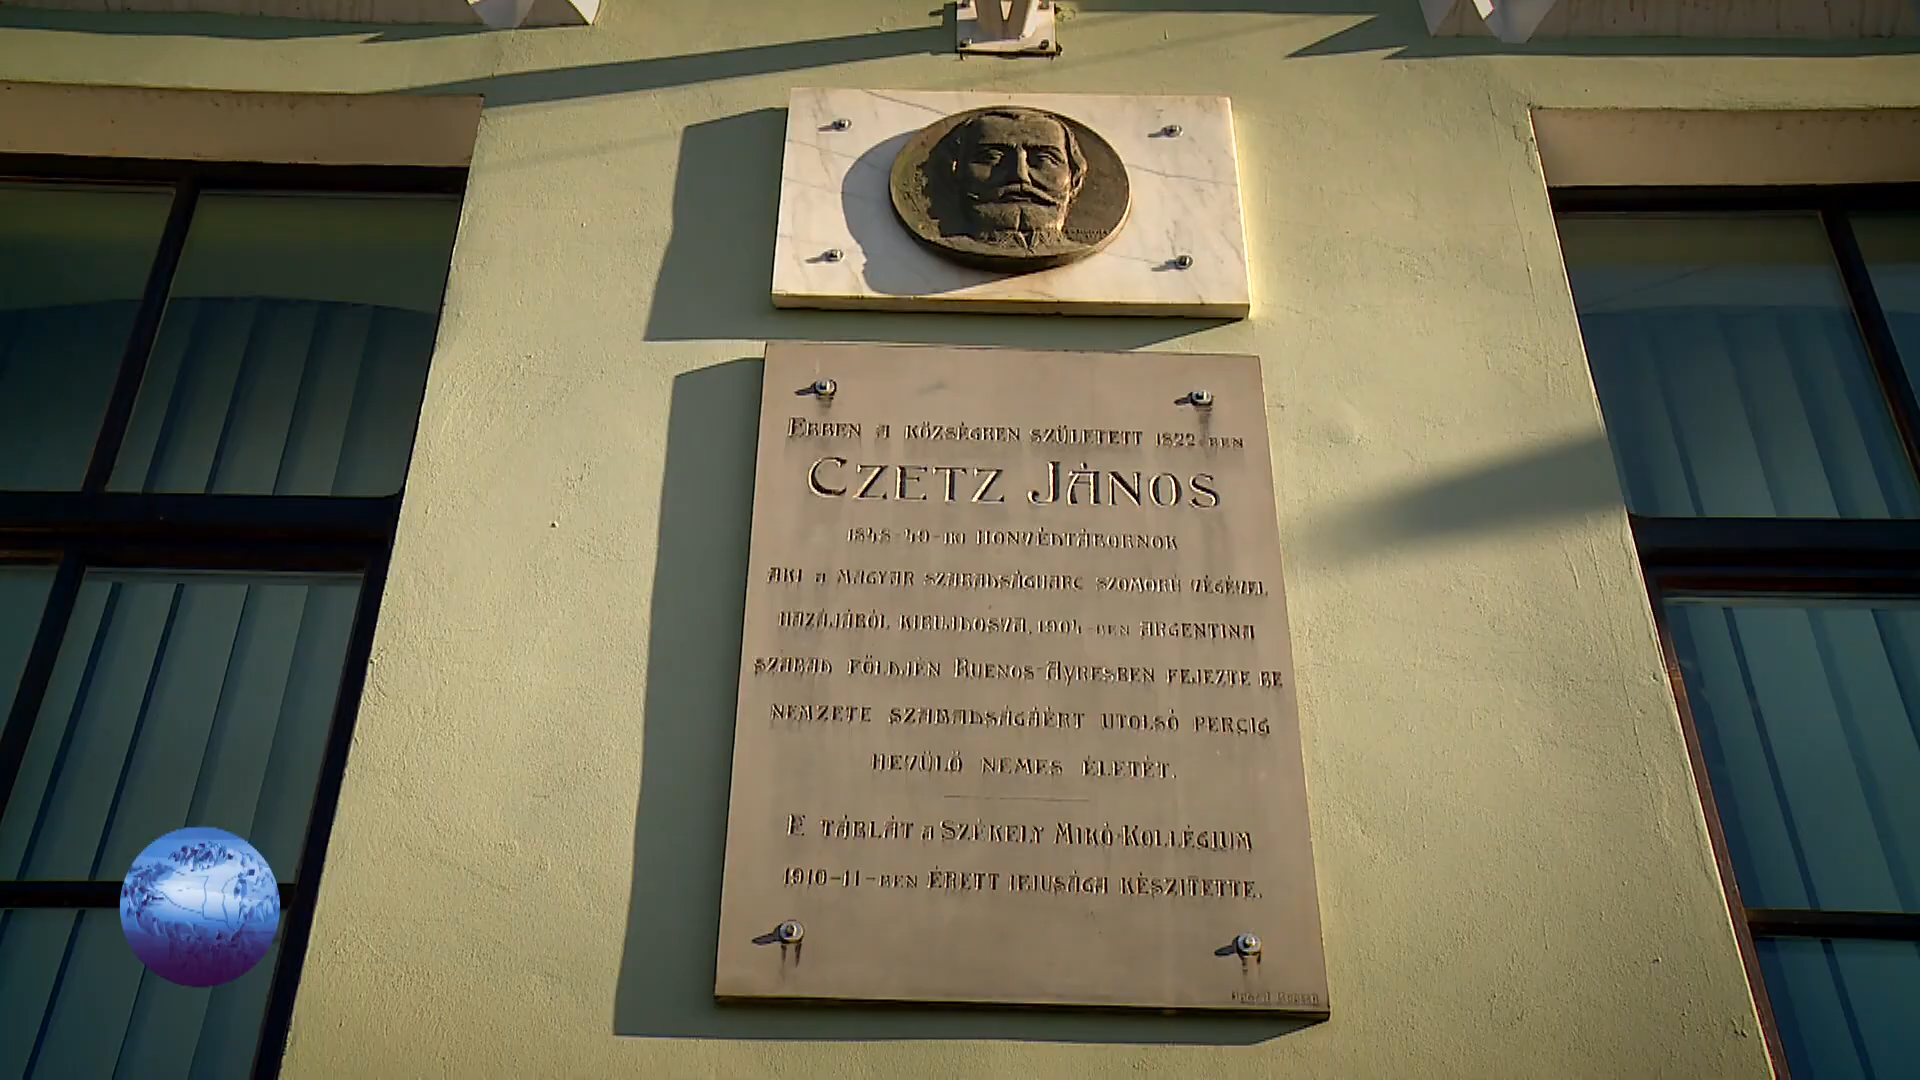 Ebben a községben született 1822-ben
Czetz János
1848-49-iki honvédtábornok
aki a magyar szabadságharc szomorú végével
hazájából kibujdosva, 1904-ben Argentina
szabad földjén Buenos-Ayresben fejezte be
nemzete szabadságáért utolsó percig
hevülő nemes életét.
E táblát a Székely Mikó-Kollégium
1910-11-ben érett ifjusága készítette.